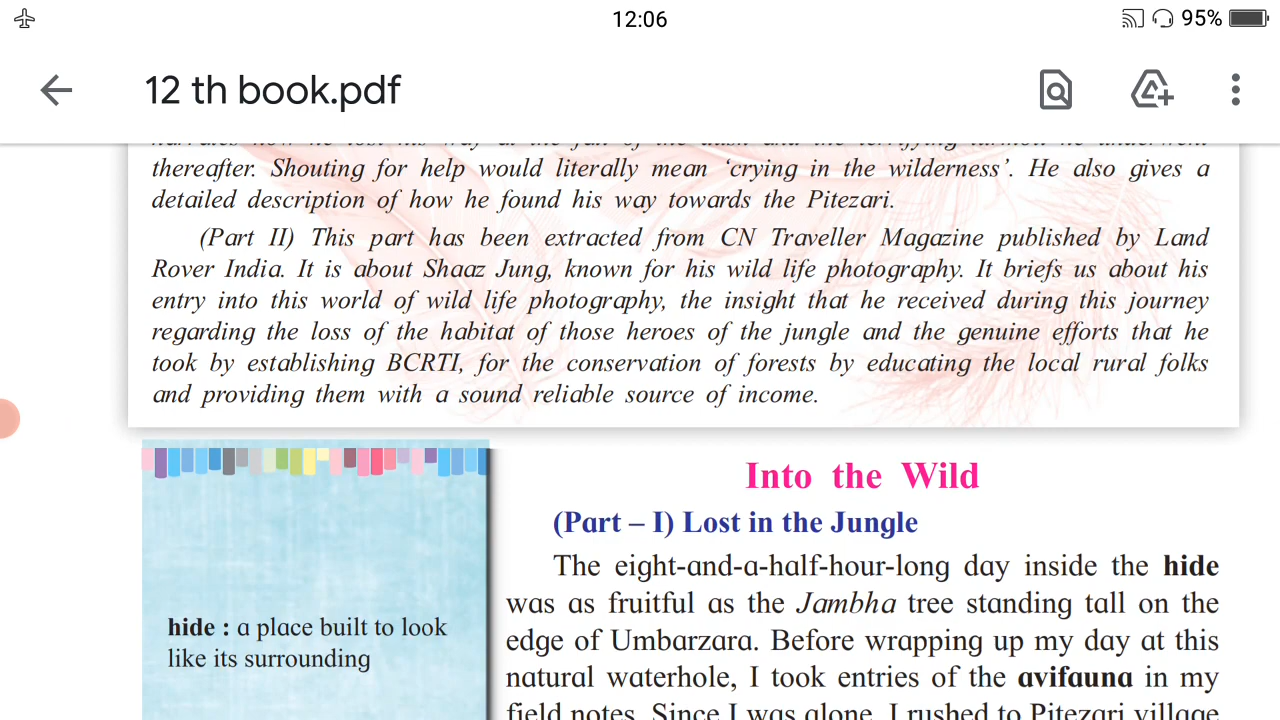 12:06
95%
12 th book.pdf
thereafter. Shouting for help would literally mean ‘crying in the wilderness’. He also gives a
detailed description of how he found his way towards the Pitezari.
(Part II) This part has been extracted from CN Traveller Magazine published by Land
Rover India. It is about Shaaz Jung, known for his wild life photography. It briefs us about his
entry into this world of wild life photography, the insight that he received during this journey
regarding the loss of the habitat of those heroes of the jungle and the genuine efforts that he
took by establishing BCRTI, for the conservation of forests by educating the local rural folks
and providing them with a sound reliable source of income.
Into the Wild
(Part – I) Lost in the Jungle
The eight-and-a-half-hour-long day inside the hide
was as fruitful as the Jambha tree standing tall on the
edge of Umbarzara. Before wrapping up my day at this
natural waterhole, I took entries of the avifauna in my
field notes. Since I was alone, I rushed to Pitezari village
hide : a place built to look
like its surrounding